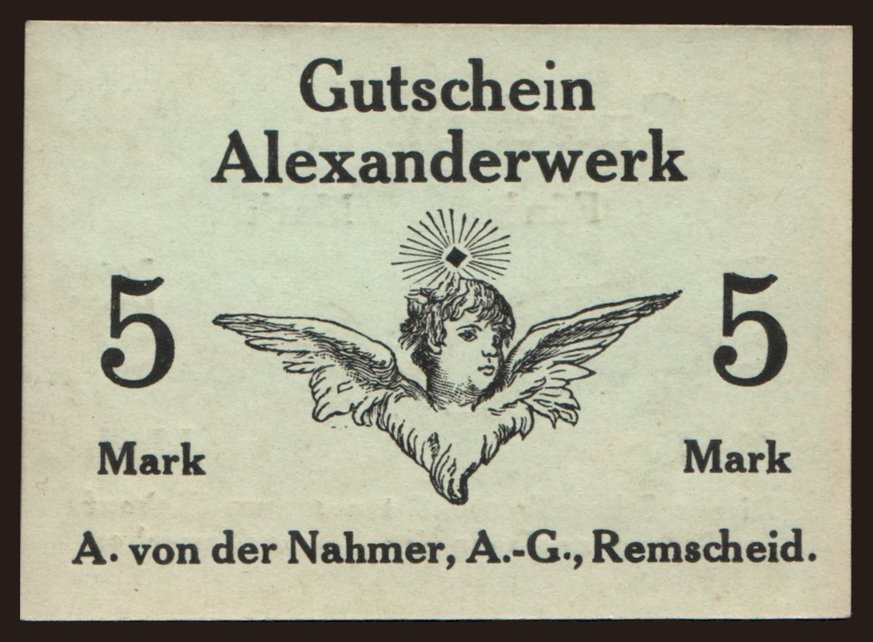 Gutschein
Alexanderwerk
5 5
Mark Mark
A. von der Nahmer, A.-G., Remscheid.